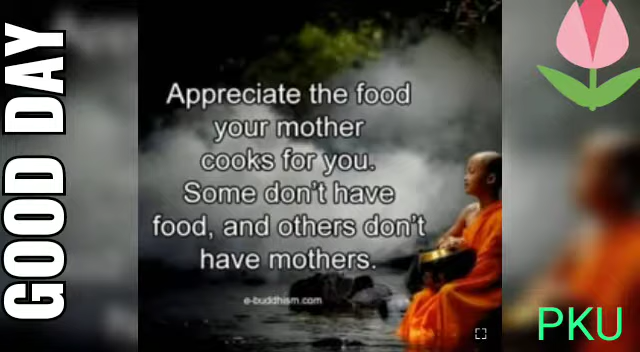 GOOD DAY
Appreciate the food
your mother
cooks for you.
Some don't have
food, and others don't
have mothers.
e-buddhism.com
PKU